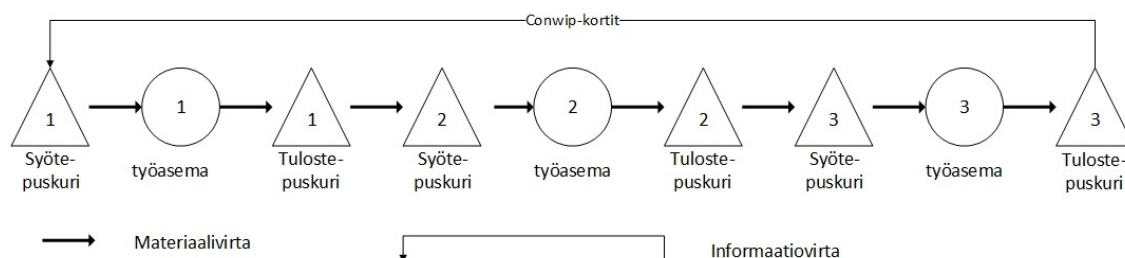 Conwip-kortit
1 1 1 2 2 2 3 3 3
Syöte-
puskuri
työasema
Tuloste-
puskuri
Syöte-
puskuri
työasema
Tuloste-
puskuri
Syöte-
puskuri
työasema
Tuloste-
puskuri
Materiaalivirta
Informaatiovirta